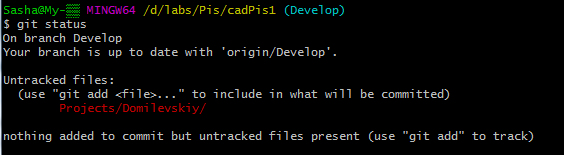 Sasha@My-▒▒ MINGW64 /d/labs/Pis/cadPis1 (Develop)
$ git status
On branch Develop
Your branch is up to date with 'origin/Develop'.
Untracked files:
(use "git add <file>..." to include in what will be committed)
Projects/Domilevskiy/
nothing added to commit but untracked files present (use "git add" to track)